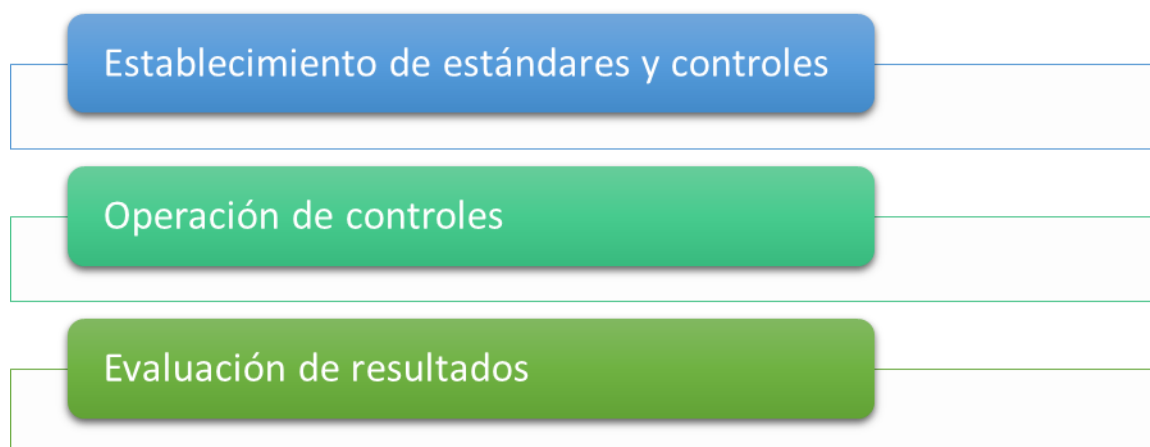 Establecimiento de estándares y controles
Operación de controles
Evaluación de resultados